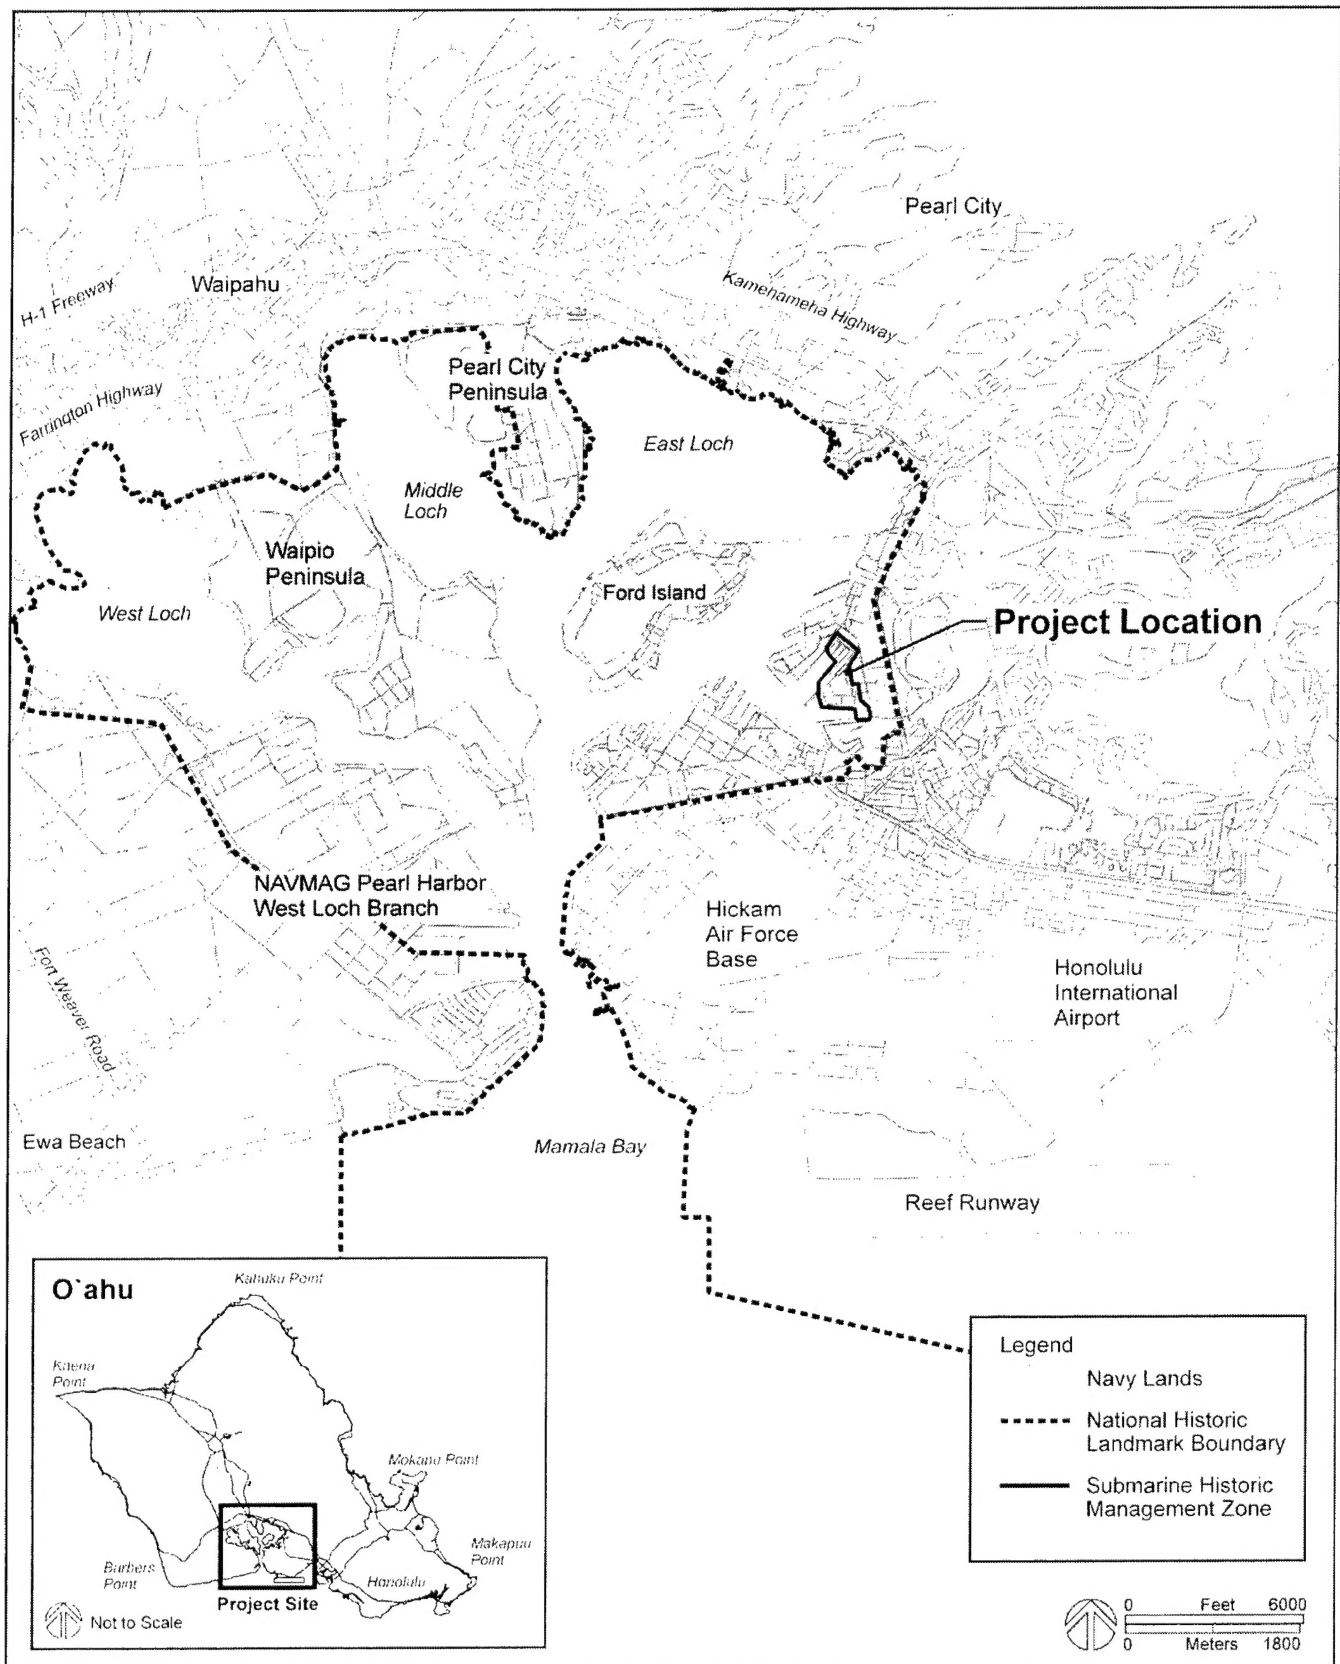 Pearl City
Waipahu
H-1 Freeway
Kamehameha Highway
Pearl City
Peninsula
Farrington Highway
East Loch
Middle
Loch
Waipio
Peninsula
Ford Island
West Loch
Project Location
NAVMAG Pearl Harbor
West Loch Branch
Hickam
Air Force
Base
Honolulu
International
Airport
Fort Weaver Road
Ewa Beach
Mamala Bay
Reef Runway
O`ahu
Kahuku Point
Kaena
Point
Mokapu Point
Makapuu
Point
Barbers
Point
Honolulu
Project Site
Not to Scale
Legend
Navy Lands
National Historic
Landmark Boundary
Submarine Historic
Management Zone
0 Feet 6000
0 Meters 1800